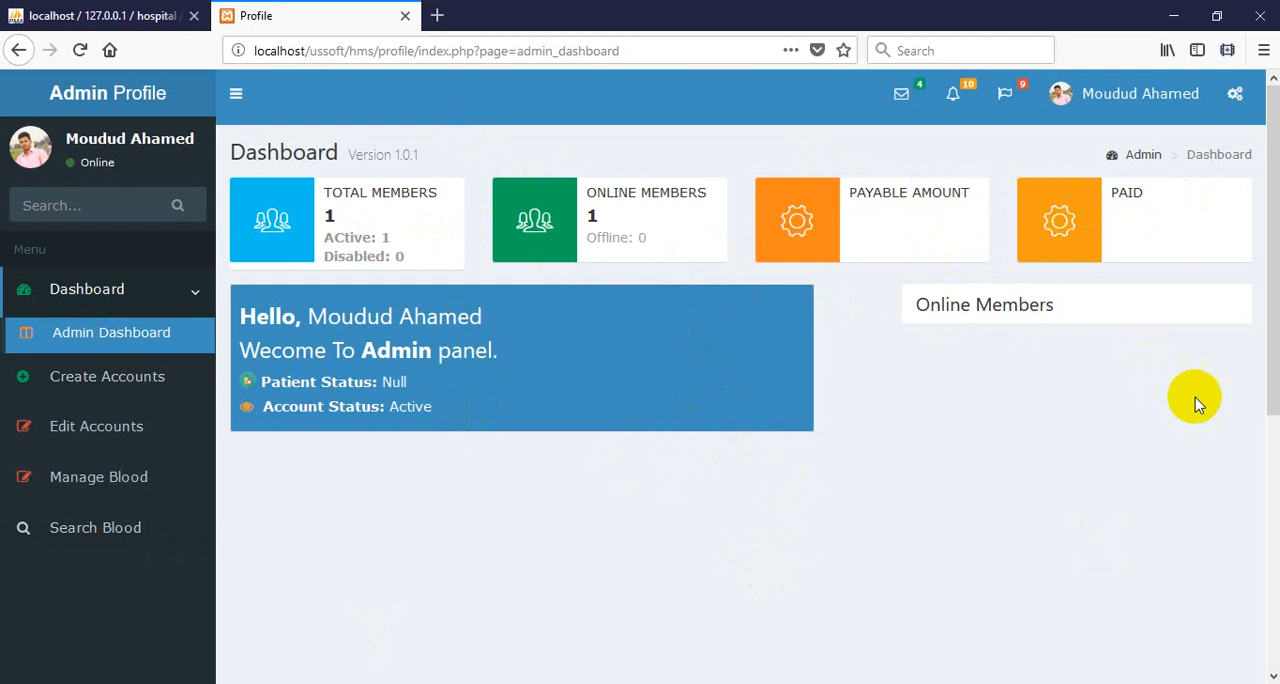 localhost / 127.0.0.1 / hospital
Profile
localhost/ussoft/hms/profile/index.php?page=admin_dashboard
Search
Admin Profile
4
10
9
Moudud Ahamed
Moudud Ahamed
Online
Search...
Menu
Dashboard
Admin Dashboard
Create Accounts
Edit Accounts
Manage Blood
Search Blood
Dashboard Version 1.0.1
Admin > Dashboard
TOTAL MEMBERS
1
ACtive: 1
Disabled: 0
ONLINE MEMBERS
1
Offline: 0
PAYABLE AMOUNT
PAID
Hello, Moudud Ahamed
Wecome To Admin panel.
Patient Status: Null
Account Status: Active
Online Members